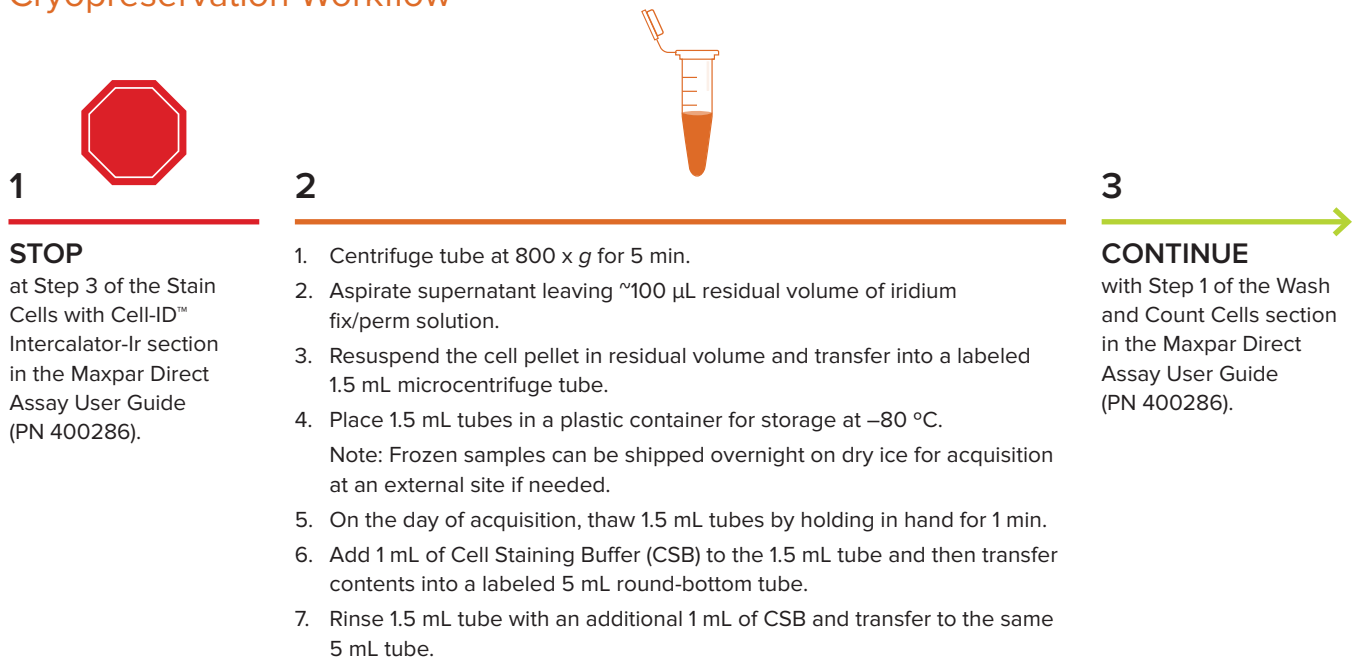 Cryopreservation Workflow
1
STOP
at Step 3 of the Stain
Cells with Cell-ID™
Intercalator-Ir section
in the Maxpar Direct
Assay User Guide
(PN 400286).
2
1. Centrifuge tube at 800 x g for 5 min.
2. Aspirate supernatant leaving ~100 µL residual volume of iridium
fix/perm solution.
3. Resuspend the cell pellet in residual volume and transfer into a labeled
1.5 mL microcentrifuge tube.
4. Place 1.5 mL tubes in a plastic container for storage at –80 ºC.
Note: Frozen samples can be shipped overnight on dry ice for acquisition
at an external site if needed.
5. On the day of acquisition, thaw 1.5 mL tubes by holding in hand for 1 min.
6. Add 1 mL of Cell Staining Buffer (CSB) to the 1.5 mL tube and then transfer
contents into a labeled 5 mL round-bottom tube.
7. Rinse 1.5 mL tube with an additional 1 mL of CSB and transfer to the same
5 mL tube.
3
CONTINUE
with Step 1 of the Wash
and Count Cells section
in the Maxpar Direct
Assay User Guide
(PN 400286).